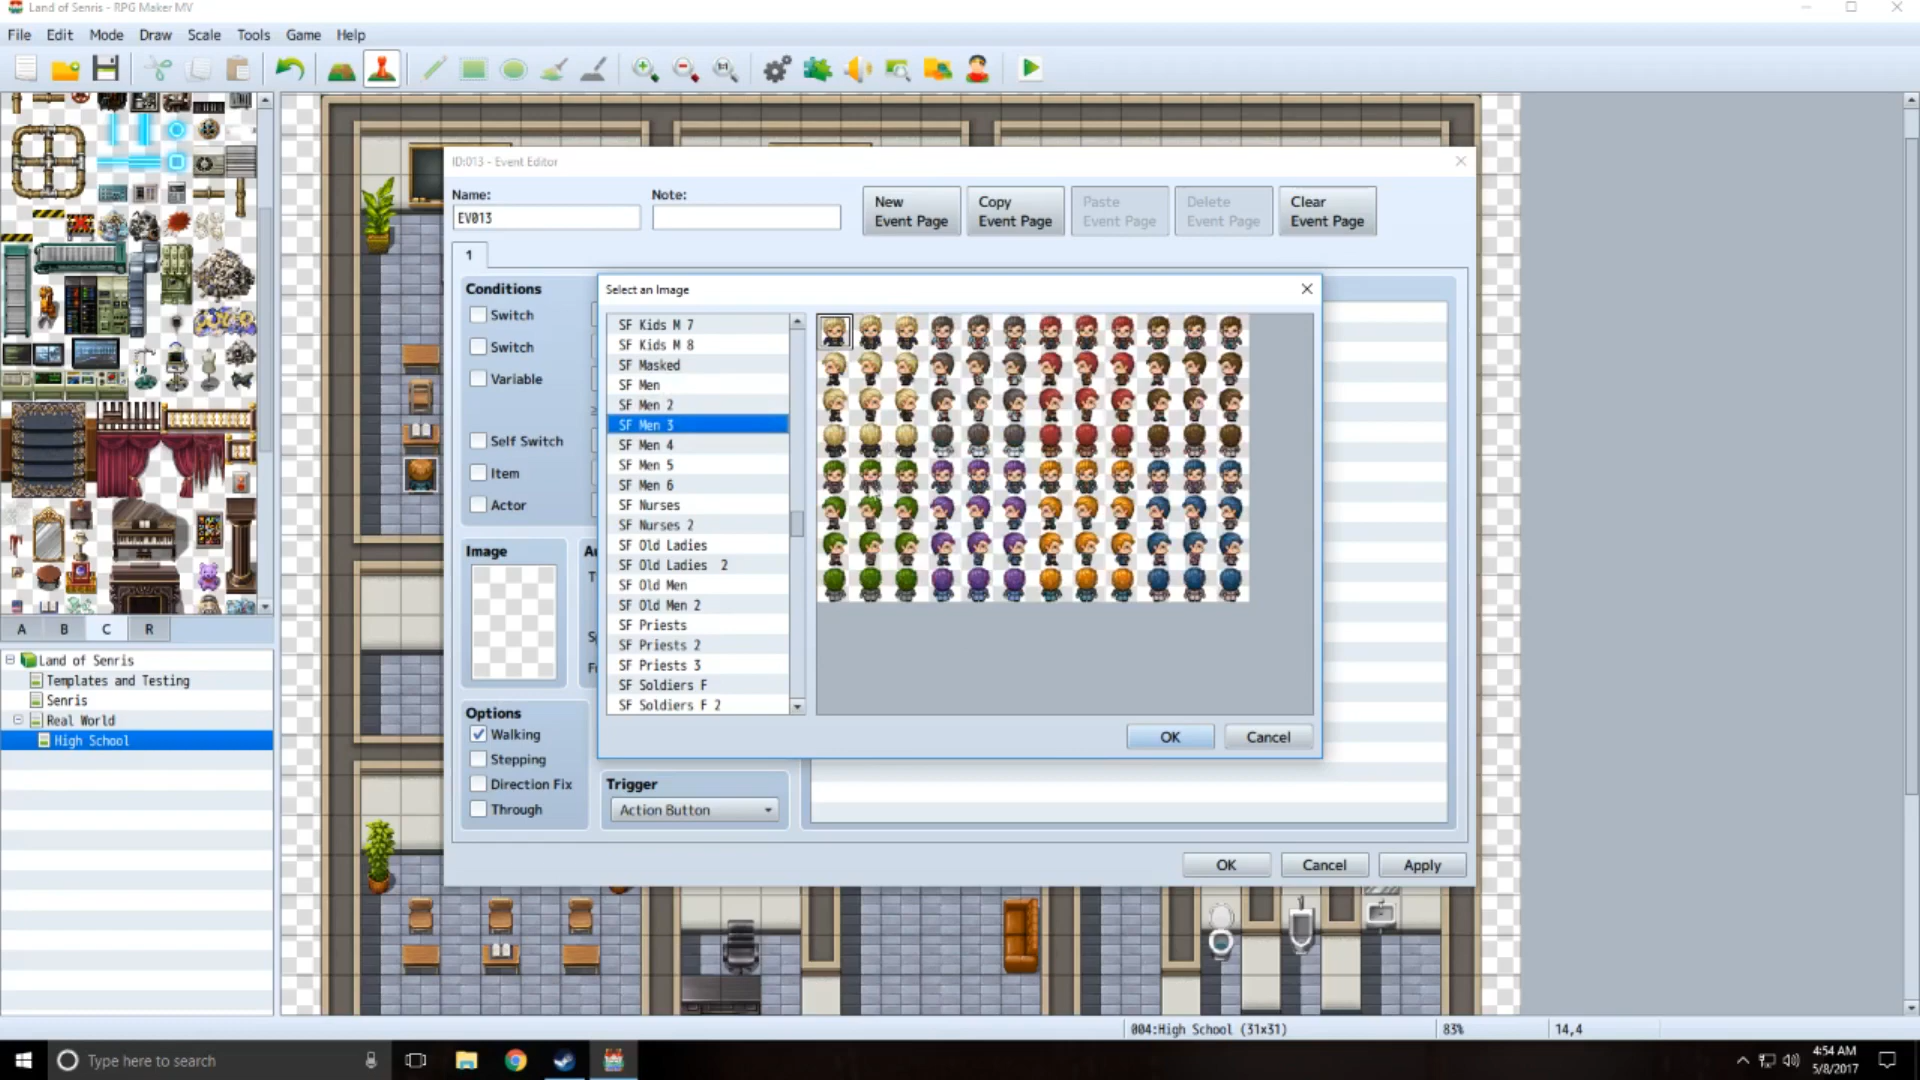 Land of Senris - RPG Maker MV
File Edit Mode Draw Scale Tools Game Help
ID:013 - Event Editor
Name:
Note:
EV013
New
Event Page
Copy
Event Page
Paste
Event Page
Delete
Event Page
Clear
Event Page
1
Conditions
Switch
Switch
Variable
Self Switch
Item
Actor
Image
Options
Walking
Stepping
Direction Fix
Through
Trigger
Action Button
Select an Image
SF Kids M 7
SF Kids M 8
SF Masked
SF Men
SF Men 2
SF Men 3
SF Men 4
SF Men 5
SF Men 6
SF Nurses
SF Nurses 2
SF Old Ladies
SF Old Ladies 2
SF Old Men
SF Old Men 2
SF Priests
SF Priests 2
SF Priests 3
SF Soldiers F
SF Soldiers F 2
OK Cancel
OK Cancel Apply
A B C R
Land of Senris
Templates and Testing
Senris
Real World
High School
004:High School (31x31) 83% 14,4
Type here to search
4:54 AM
5/8/2017